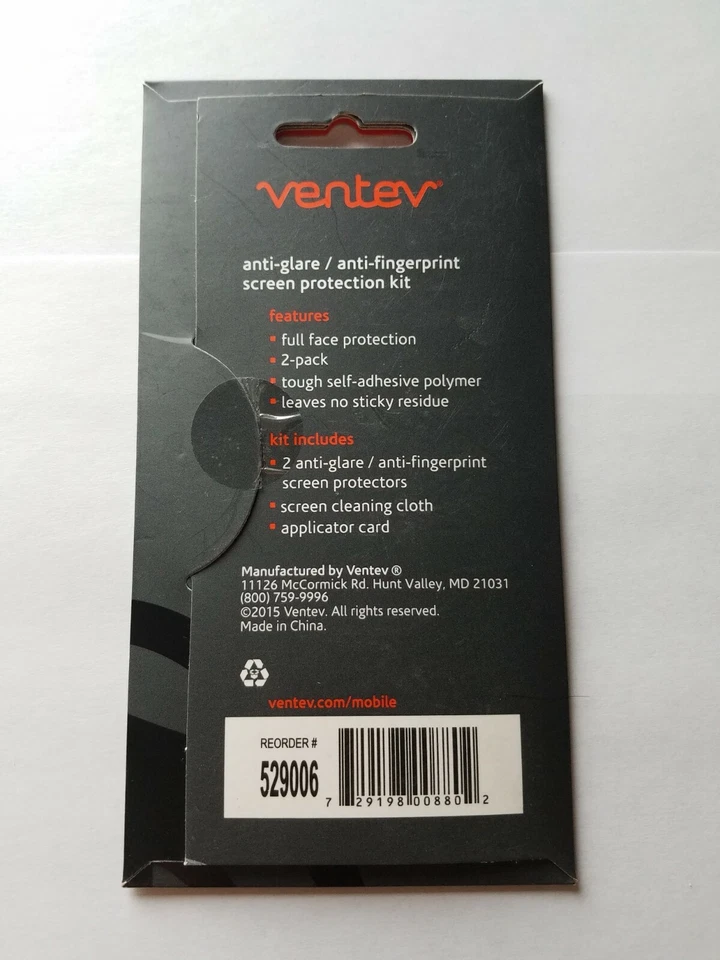 ventev®
anti-glare / anti-fingerprint
screen protection kit
features
▪ full face protection
▪ 2-pack
▪ tough self-adhesive polymer
▪ leaves no sticky residue
kit includes
▪ 2 anti-glare / anti-fingerprint
screen protectors
▪ screen cleaning cloth
▪ applicator card
Manufactured by Ventev ®
11126 McCormick Rd. Hunt Valley, MD 21031
(800) 759-9996
©2015 Ventev. All rights reserved.
Made in China.
ventev.com/mobile
REORDER #
529006
7 29198 00880 2